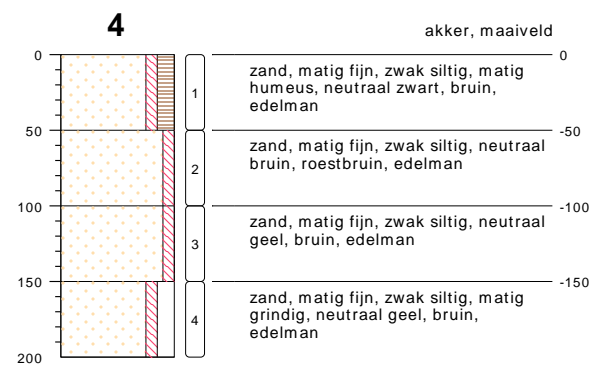 4
akker, maaiveld
0
0
1
zand, matig fijn, zwak siltig, matig
humeus, neutraal zwart, bruin,
edelman
50
-50
2
zand, matig fijn, zwak siltig, neutraal
bruin, roestbruin, edelman
100
-100
3
zand, matig fijn, zwak siltig, neutraal
geel, bruin, edelman
150
-150
4
zand, matig fijn, zwak siltig, matig
grindig, neutraal geel, bruin,
edelman
200